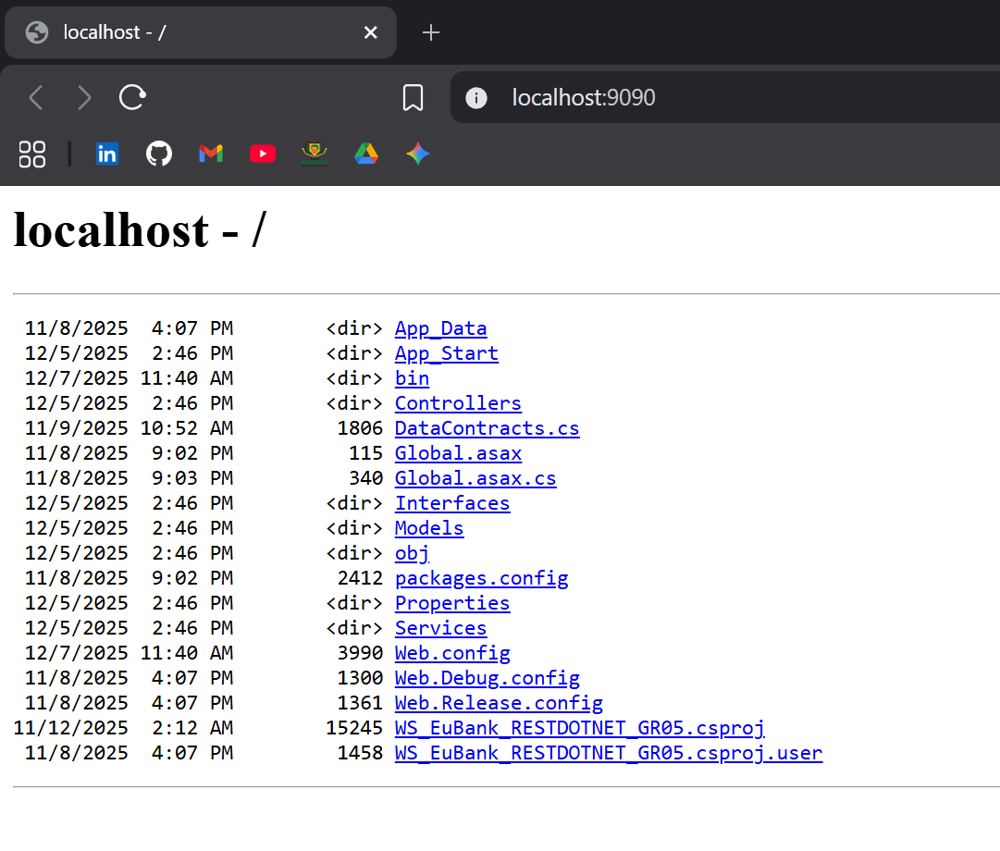 localhost - /
localhost:9090
in
localhost - /
11/8/2025 4:07 PM <dir> App_Data
12/5/2025 2:46 PM <dir> App_Start
12/7/2025 11:40 AM <dir> bin
12/5/2025 2:46 PM <dir> Controllers
11/9/2025 10:52 AM 1806 DataContracts.cs
11/8/2025 9:02 PM 115 Global.asax
11/8/2025 9:03 PM 340 Global.asax.cs
12/5/2025 2:46 PM <dir> Interfaces
12/5/2025 2:46 PM <dir> Models
12/5/2025 2:46 PM <dir> obj
11/8/2025 9:02 PM 2412 packages.config
12/5/2025 2:46 PM <dir> Properties
12/5/2025 2:46 PM <dir> Services
12/7/2025 11:40 AM 3990 Web.config
11/8/2025 4:07 PM 1300 Web.Debug.config
11/8/2025 4:07 PM 1361 Web.Release.config
11/12/2025 2:12 AM 15245 WS_EuBank_RESTDOTNET_GR05.csproj
11/8/2025 4:07 PM 1458 WS_EuBank_RESTDOTNET_GR05.csproj.user